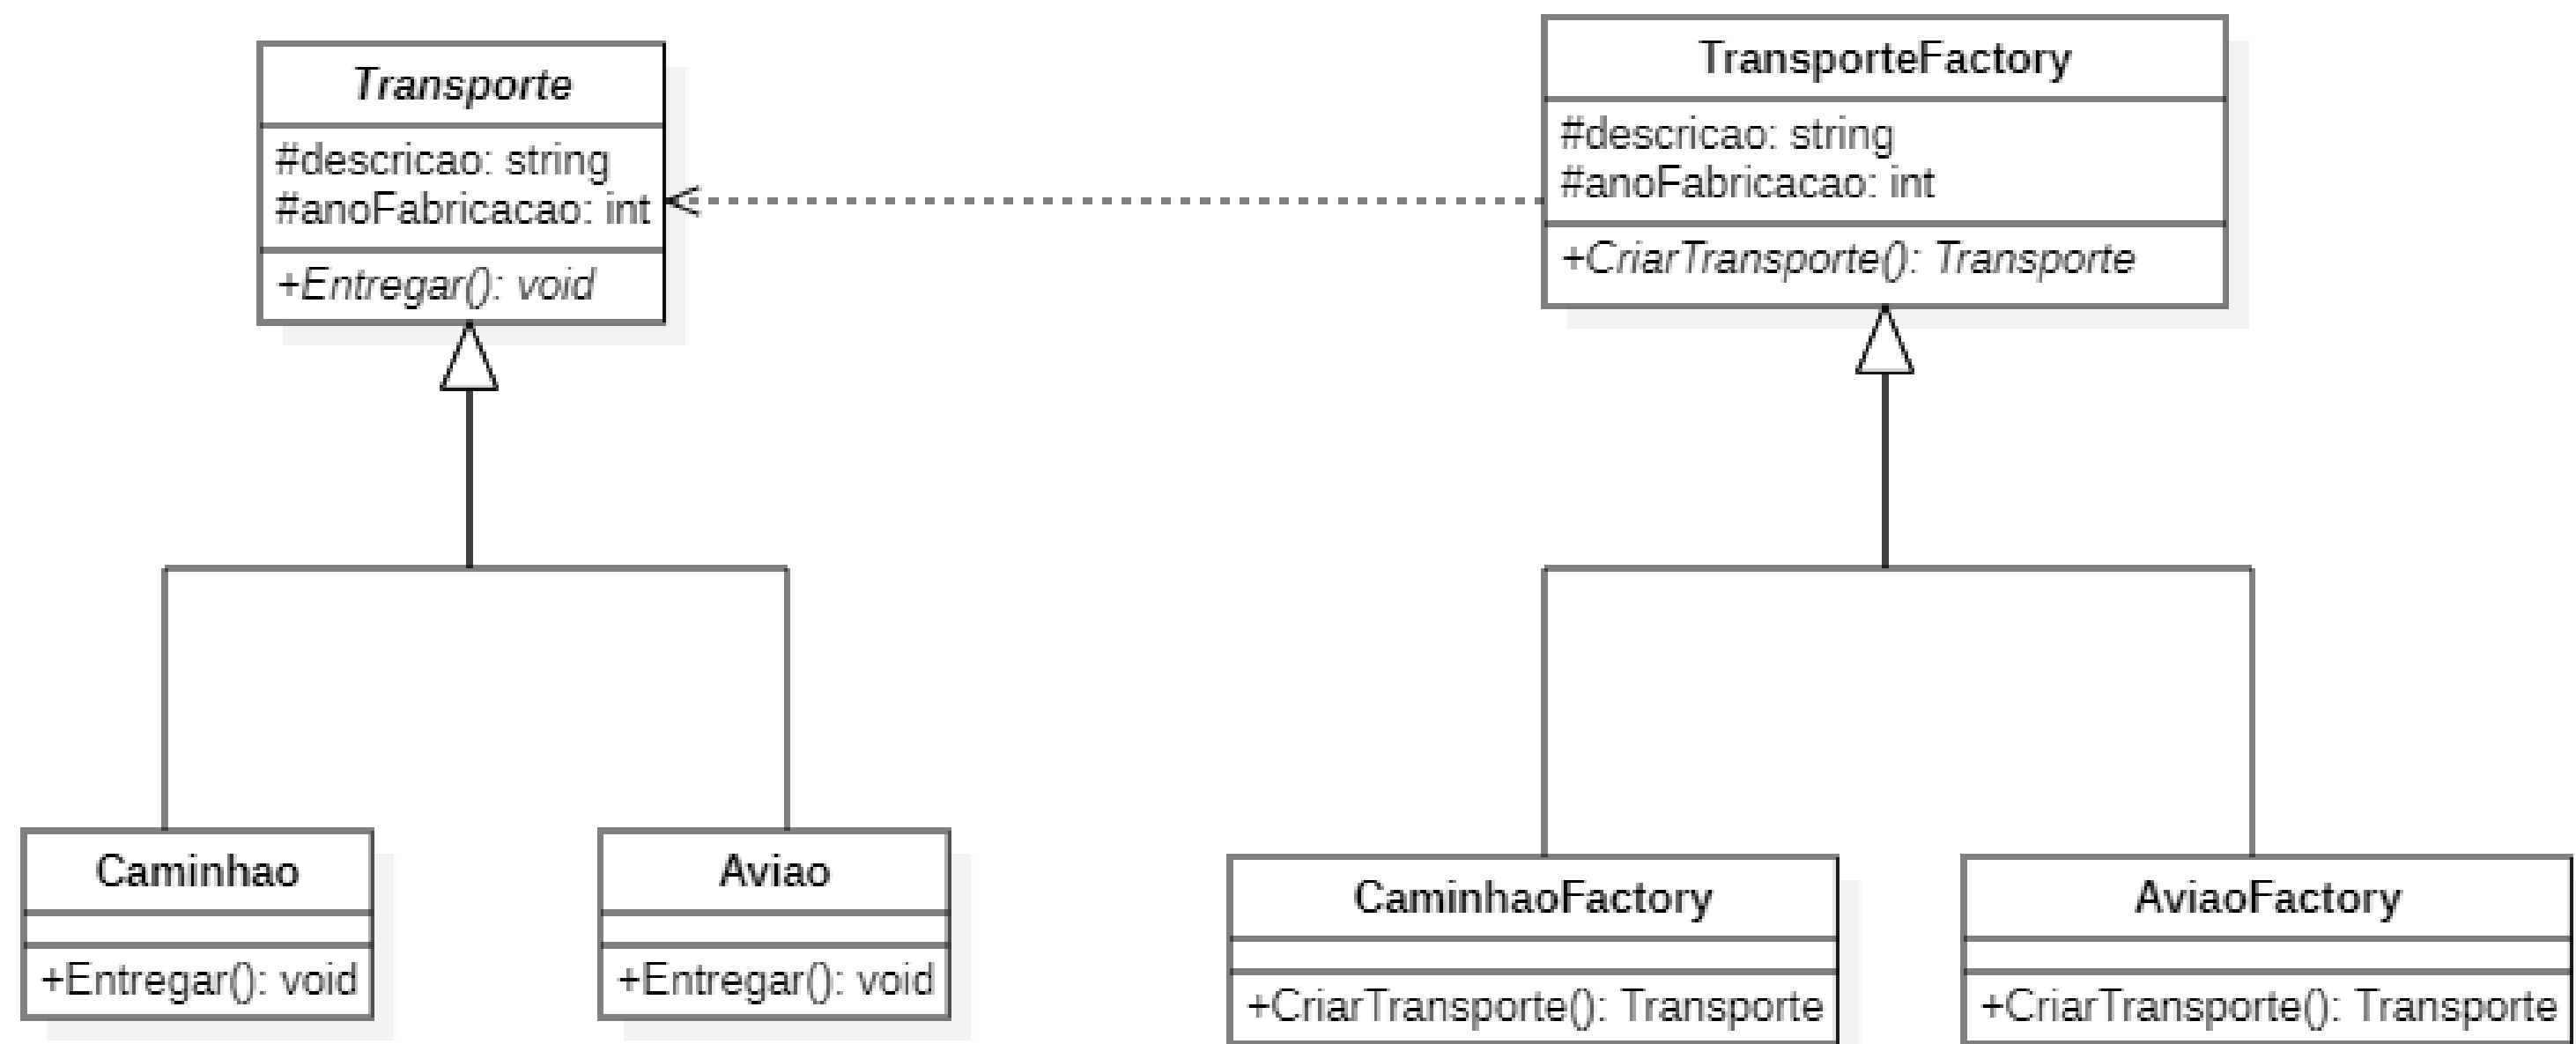 Transporte
#descricao: string
#anoFabricacao: int
+Entregar(): void
TransporteFactory
#descricao: string
#anoFabricacao: int
+CriarTransporte(): Transporte
Caminhao
+Entregar(): void
Aviao
+Entregar(): void
CaminhaoFactory
+CriarTransporte(): Transporte
AviaoFactory
+CriarTransporte(): Transporte